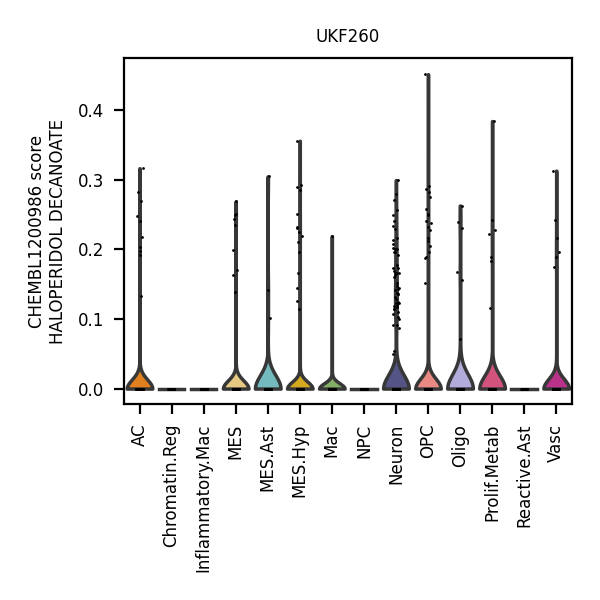 UKF260
CHEMBL1200986 score
HALOPERIDOL DECANOATE
0.4
0.3
0.2
0.1
0.0
AC
Chromatin.Reg
Inflammatory.Mac
MES
MES.Ast
MES.Hyp
Mac
NPC
Neuron
OPC
Oligo
Prolif.Metab
Reactive.Ast
Vasc